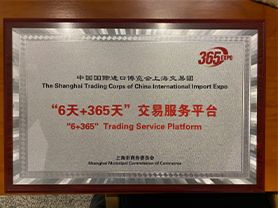 365EXPO
中国国际进口博览会上海交易团
The Shanghai Trading Corps of China International Import Expo
“6天+365天”交易服务平台
“6+365” Trading Service Platform
上海市商务委员会
Shanghai Municipal Commission of Commerce